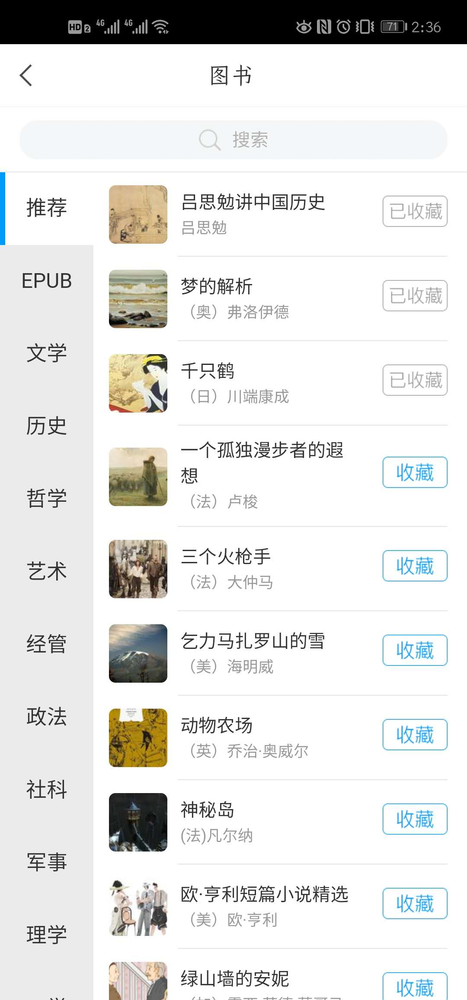 HD 2 4G 4G 71 2:36
图书
搜索
推荐
EPUB
文学
历史
哲学
艺术
经管
政法
社科
军事
理学
吕思勉讲中国历史
吕思勉
已收藏
梦的解析
（奥）弗洛伊德
已收藏
千只鹤
（日）川端康成
已收藏
一个孤独漫步者的遐
想
（法）卢梭
收藏
三个火枪手
（法）大仲马
收藏
乞力马扎罗山的雪
（美）海明威
收藏
动物农场
（英）乔治·奥威尔
收藏
神秘岛
(法)凡尔纳
收藏
欧·亨利短篇小说精选
（美）欧·亨利
收藏
绿山墙的安妮
收藏